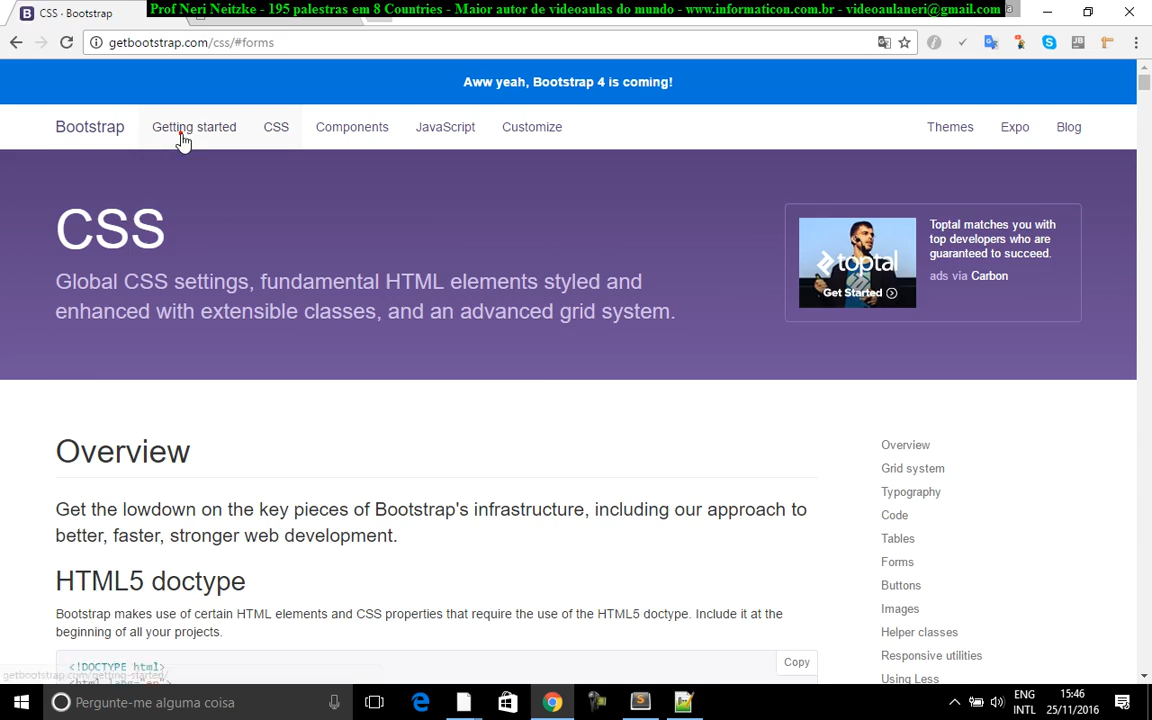 CSS · Bootstrap
Prof Neri Neitzke - 195 palestras em 8 Countries - Maior autor de videoaulas do mundo - www.informaticon.com.br - videoaulaneri@gmail.com
getbootstrap.com/css/#forms
Aww yeah, Bootstrap 4 is coming!
Bootstrap Getting started CSS Components JavaScript Customize Themes Expo Blog
CSS
Global CSS settings, fundamental HTML elements styled and
enhanced with extensible classes, and an advanced grid system.
toptal
Get Started
Toptal matches you with
top developers who are
guaranteed to succeed.
ads via Carbon
Overview
Get the lowdown on the key pieces of Bootstrap's infrastructure, including our approach to
better, faster, stronger web development.
HTML5 doctype
Bootstrap makes use of certain HTML elements and CSS properties that require the use of the HTML5 doctype. Include it at the
beginning of all your projects.
Copy
<!DOCTYPE html>
<html lang="en">
Overview
Grid system
Typography
Code
Tables
Forms
Buttons
Images
Helper classes
Responsive utilities
Using Less
getbootstrap.com/getting-started/
Pergunte-me alguma coisa
ENG
INTL
15:46
25/11/2016